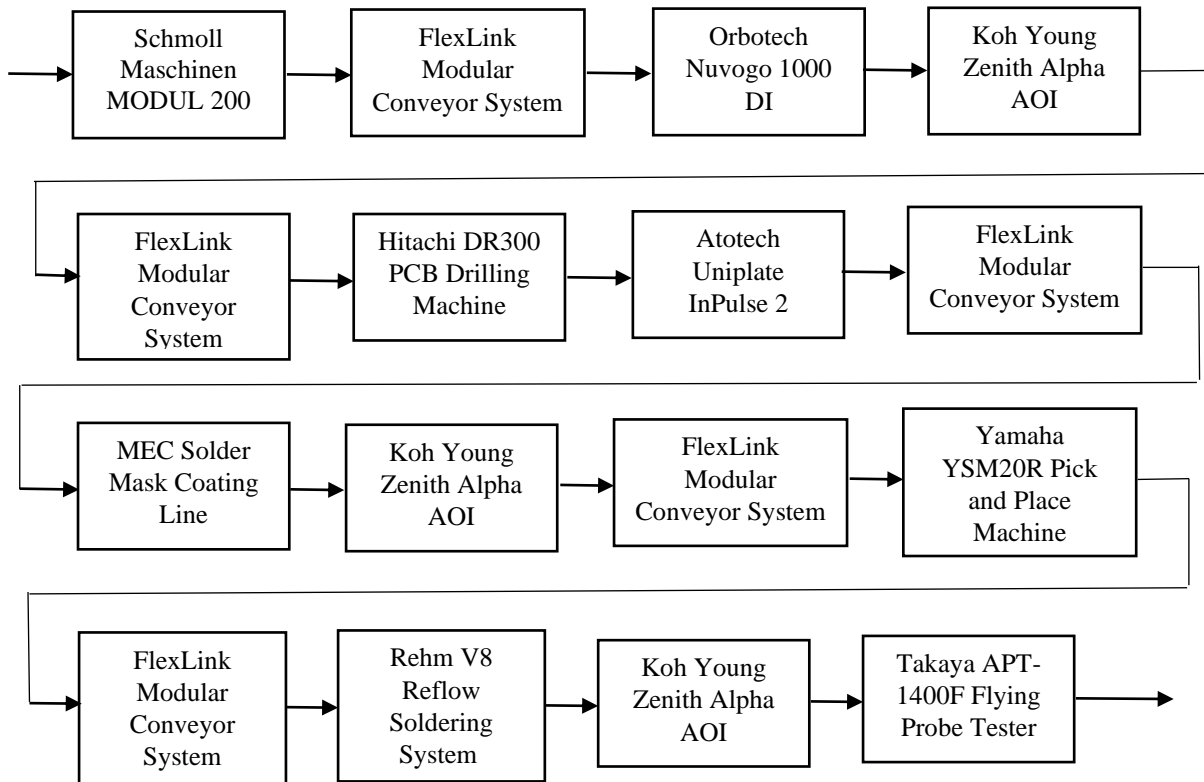 Schmoll
Maschinen
MODUL 200
FlexLink
Modular
Conveyor System
Orbotech
Nuvogo 1000
DI
Koh Young
Zenith Alpha
AOI
FlexLink
Modular
Conveyor
System
Hitachi DR300
PCB Drilling
Machine
Atotech
Uniplate
InPulse 2
FlexLink
Modular
Conveyor System
MEC Solder
Mask Coating
Line
Koh Young
Zenith Alpha
AOI
FlexLink
Modular
Conveyor System
Yamaha
YSM20R Pick
and Place
Machine
FlexLink
Modular
Conveyor
System
Rehm V8
Reflow
Soldering
System
Koh Young
Zenith Alpha
AOI
Takaya APT-
1400F Flying
Probe Tester